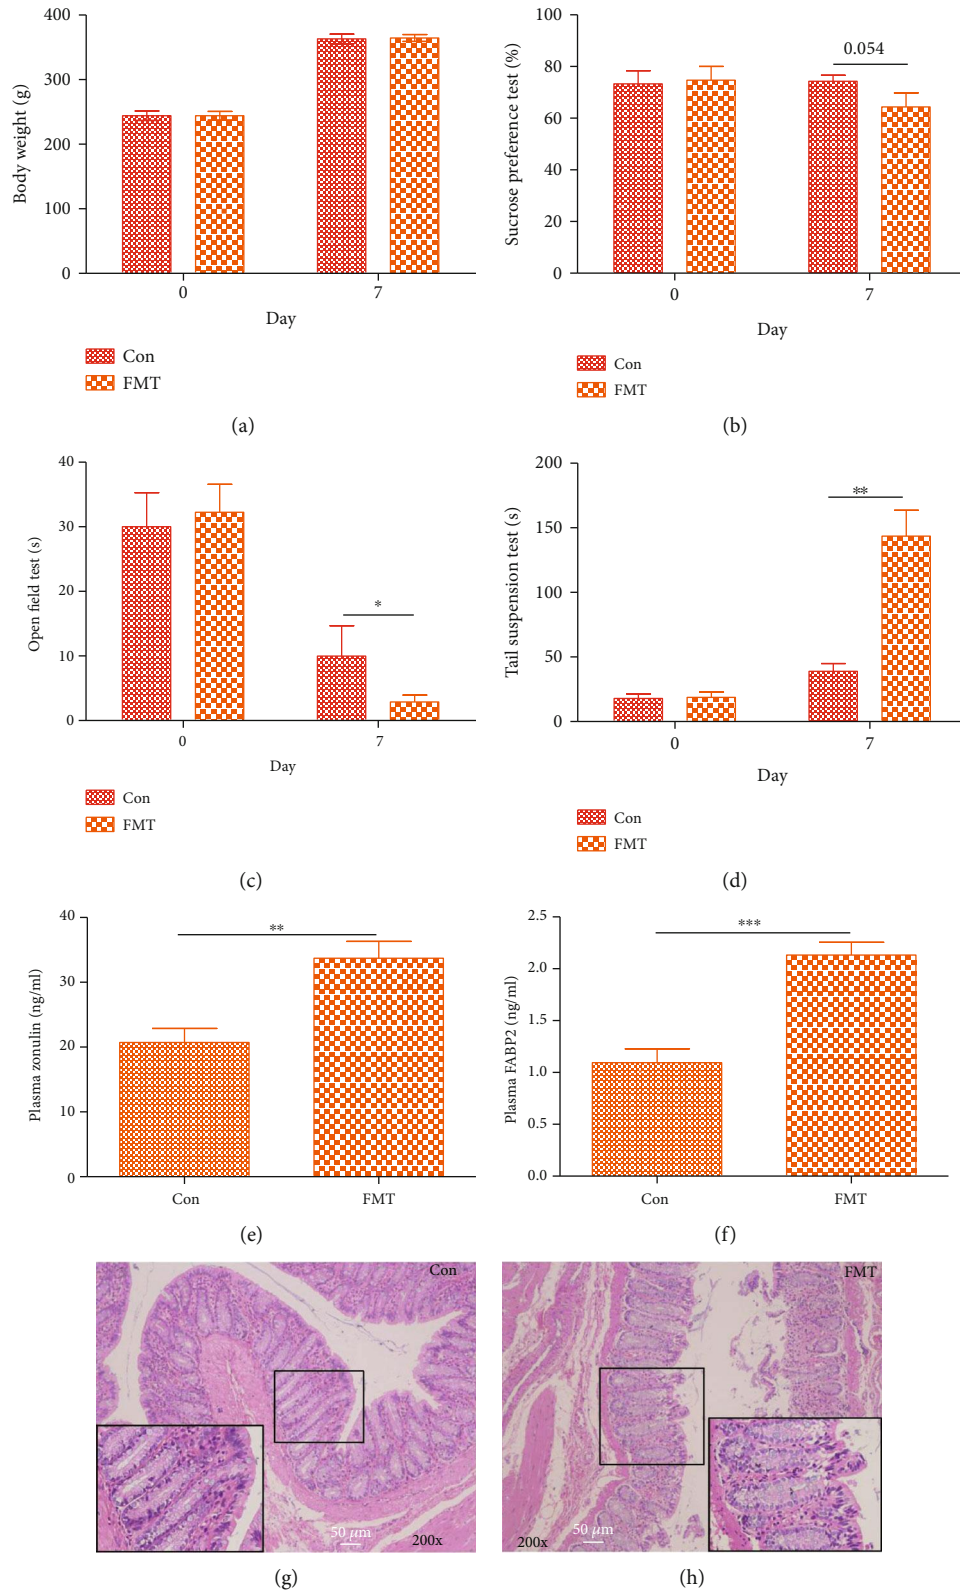 400
300
200
100
0
Body weight (g)
0
7
Day
Con
FMT
(a)
100
80
60
40
20
0
Sucrose preference test (%)
0.054
0
7
Day
Con
FMT
(b)
40
30
20
10
0
Open field test (s)
*
0
7
Day
Con
FMT
(c)
200
150
100
50
0
Tail suspension test (s)
**
0
7
Day
Con
FMT
(d)
40
30
20
10
0
Plasma zonulin (ng/ml)
**
Con
FMT
(e)
2.5
2.0
1.5
1.0
0.5
0.0
Plasma FABP2 (ng/ml)
***
Con
FMT
(f)
Con
50 μm
200x
(g)
FMT
50 μm
200x
(h)